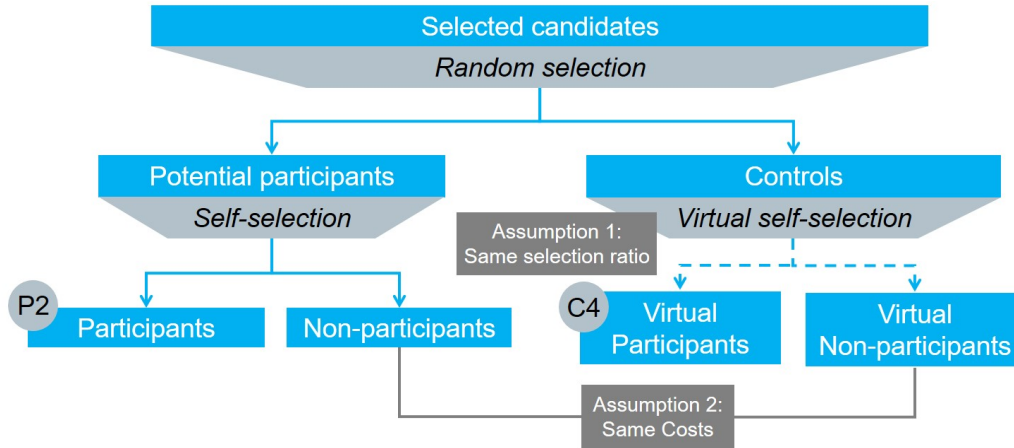 Selected candidates
Random selection
Potential participants
Controls
Self-selection
Virtual self-selection
Assumption 1:
Same selection ratio
P2
Participants
Non-participants
C4
Virtual
Participants
Virtual
Non-participants
Assumption 2:
Same Costs